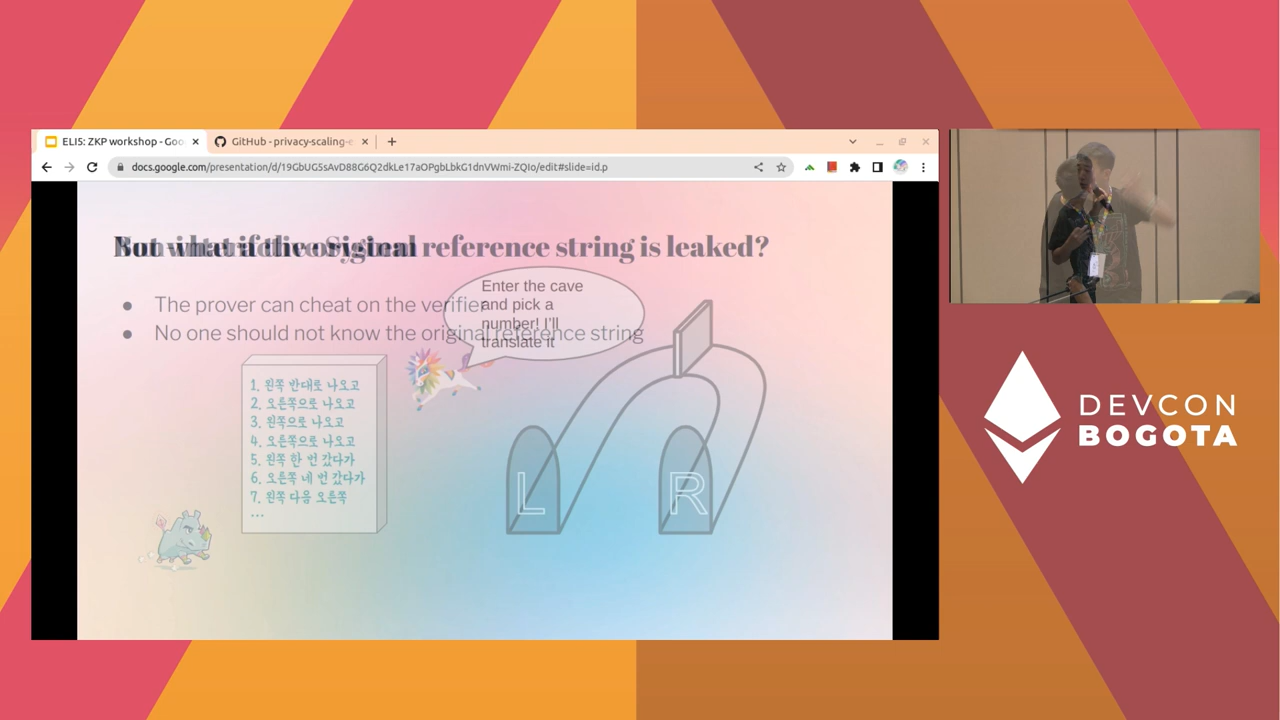 ELI5: ZKP workshop - Goo
GitHub - privacy-scaling-e
docs.google.com/presentation/d/19GbUG5sAvD88G6Q2dkLe17aOPgbLbkG1dnVWmi-ZQIo/edit#slide=id.p
But what if the original reference string is leaked?
The prover can cheat on the verifier
No one should not know the original reference string
Enter the cave
and pick a
number! I'll
translate it
1. 왼쪽 반대로 나오고
2. 오른쪽으로 나오고
3. 왼쪽으로 나오고
4. 오른쪽으로 나오고
5. 왼쪽 한 번 갔다가
6. 오른쪽 네 번 갔다가
7. 왼쪽 다음 오른쪽
...
L
R
DEVCON
BOGOTA